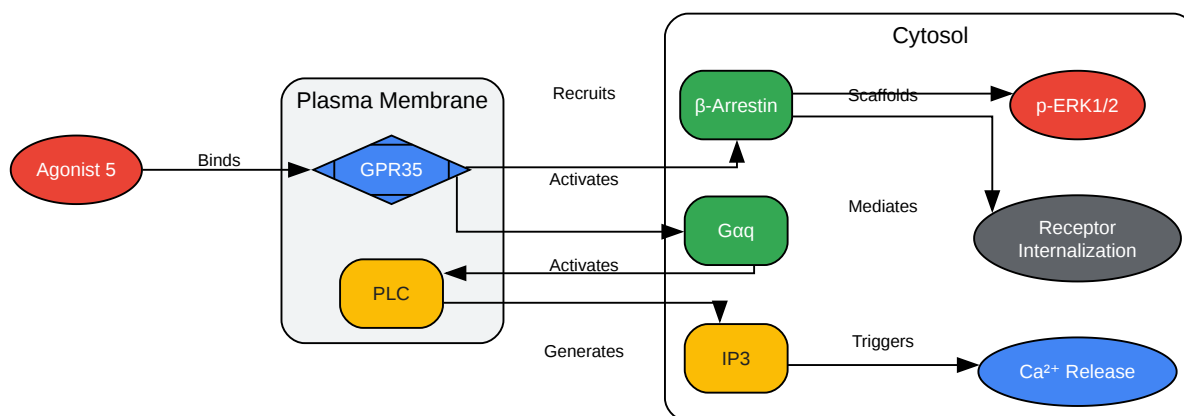 Cytosol
Plasma Membrane
Recruits
β-Arrestin
Scaffolds
p-ERK1/2
Agonist 5
Binds
GPR35
Activates
Mediates
Gαq
Receptor
Internalization
Activates
PLC
Generates
IP3
Triggers
Ca²⁺ Release